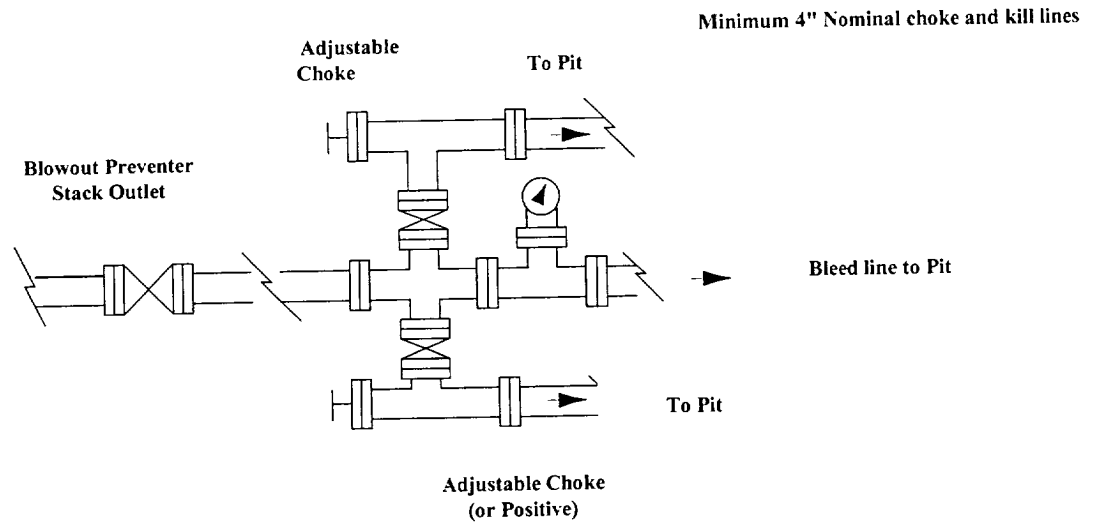 Minimum 4" Nominal choke and kill lines
Adjustable
Choke
To Pit
Blowout Preventer
Stack Outlet
Bleed line to Pit
To Pit
Adjustable Choke
(or Positive)